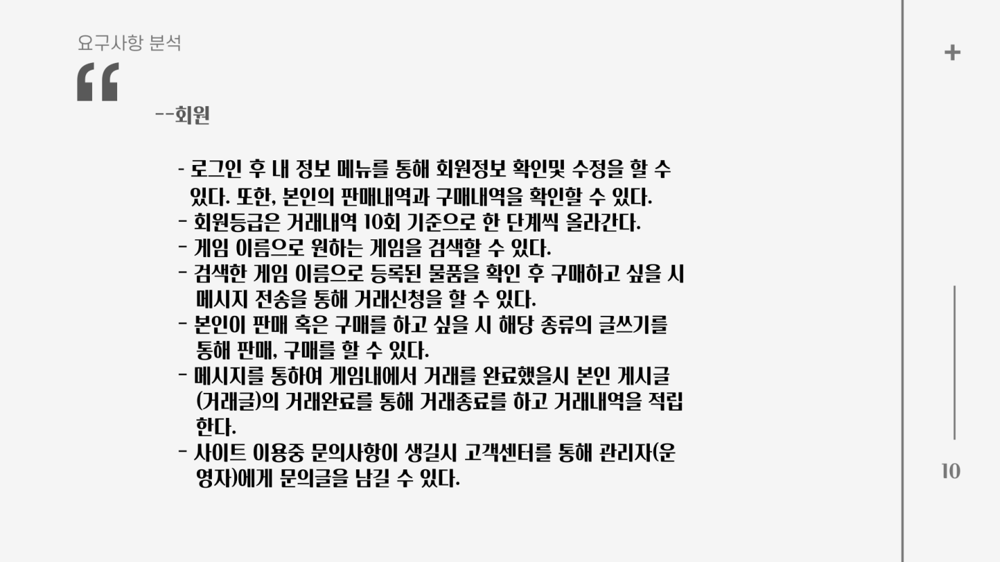 요구사항 분석
“
--회원
- 로그인 후 내 정보 메뉴를 통해 회원정보 확인및 수정을 할 수
있다. 또한, 본인의 판매내역과 구매내역을 확인할 수 있다.
- 회원등급은 거래내역 10회 기준으로 한 단계씩 올라간다.
- 게임 이름으로 원하는 게임을 검색할 수 있다.
- 검색한 게임 이름으로 등록된 물품을 확인 후 구매하고 싶을 시
메시지 전송을 통해 거래신청을 할 수 있다.
- 본인이 판매 혹은 구매를 하고 싶을 시 해당 종류의 글쓰기를
통해 판매, 구매를 할 수 있다.
- 메시지를 통하여 게임내에서 거래를 완료했을시 본인 게시글
(거래글)의 거래완료를 통해 거래종료를 하고 거래내역을 적립
한다.
- 사이트 이용중 문의사항이 생길시 고객센터를 통해 관리자(운
영자)에게 문의글을 남길 수 있다.
+
10